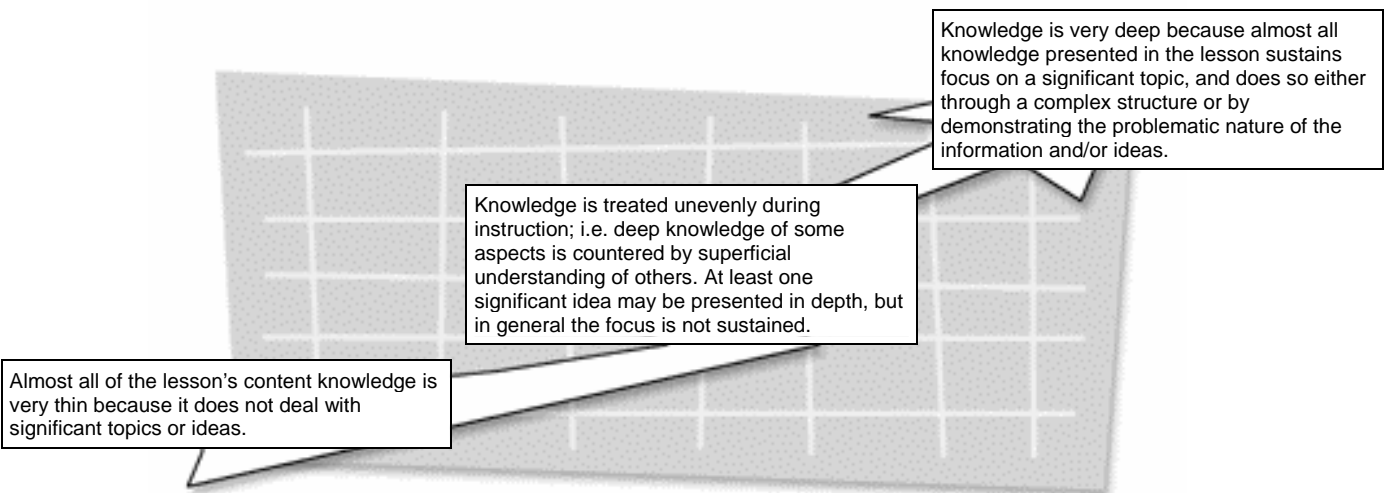 Knowledge is very deep because almost all
knowledge presented in the lesson sustains
focus on a significant topic, and does so either
through a complex structure or by
demonstrating the problematic nature of the
information and/or ideas.
Knowledge is treated unevenly during
instruction; i.e. deep knowledge of some
aspects is countered by superficial
understanding of others. At least one
significant idea may be presented in depth, but
in general the focus is not sustained.
Almost all of the lesson's content knowledge is
very thin because it does not deal with
significant topics or ideas.